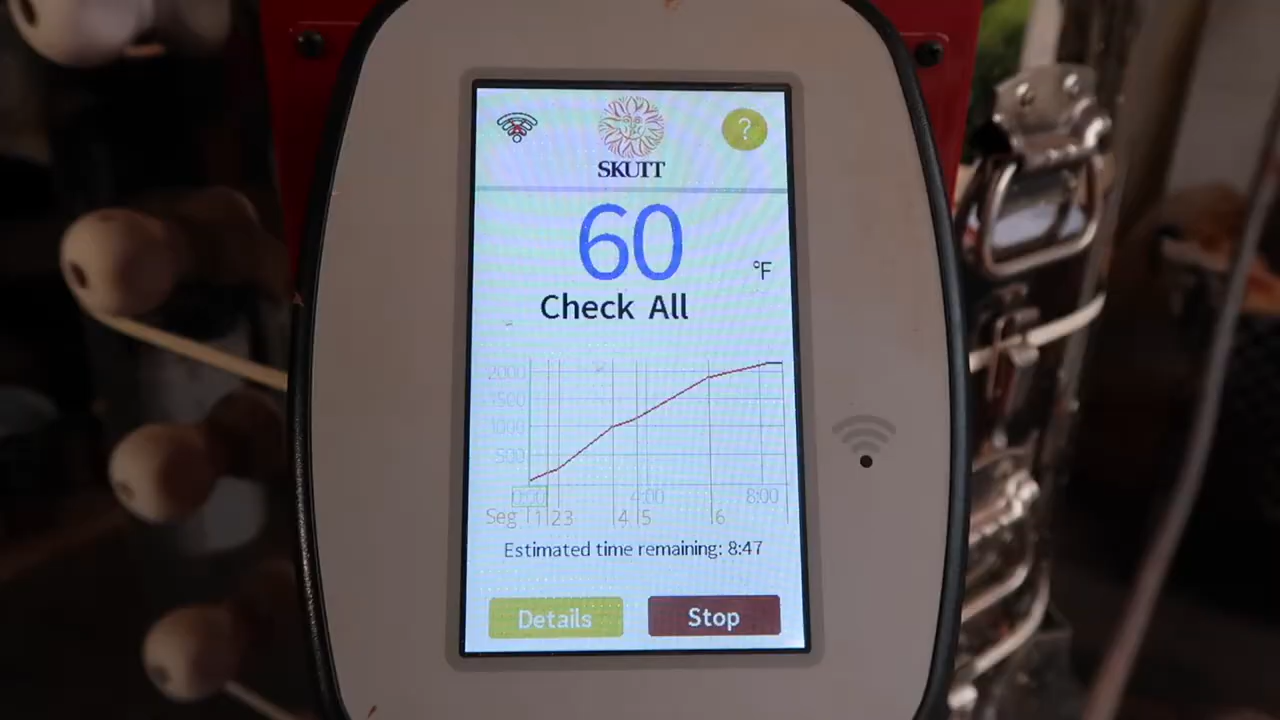 ?
SKUTT
60
°F
Check All
2000
1500
1000
500
0:00 4:00 8:00
Seg 1 2 3 4 5 6
Estimated time remaining: 8:47
Details Stop